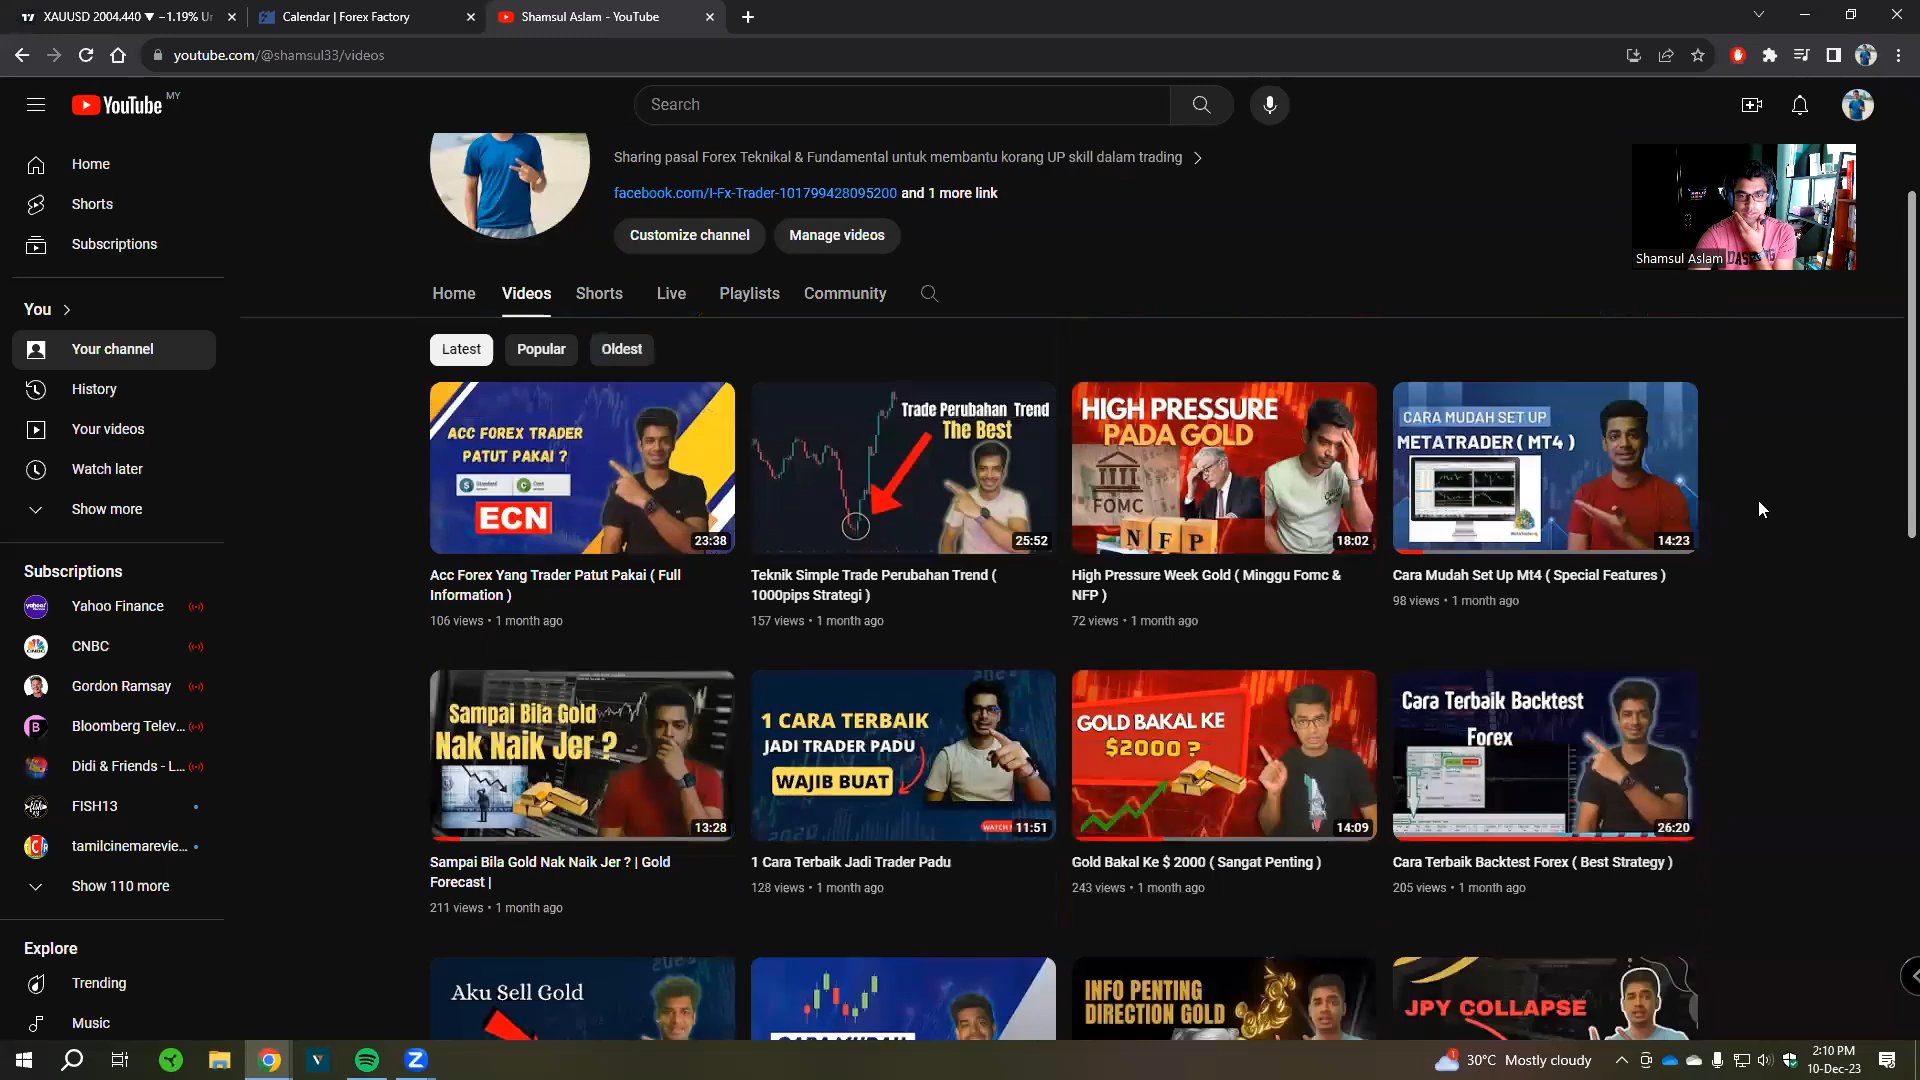 XAUUSD 2004.440 ▼ −1.19% Ur
Calendar | Forex Factory
Shamsul Aslam - YouTube
youtube.com/@shamsul33/videos
YouTube MY
Search
Home
Shorts
Subscriptions
You
Your channel
History
Your videos
Watch later
Show more
Subscriptions
Yahoo Finance
CNBC
Gordon Ramsay
Bloomberg Telev...
Didi & Friends - L...
FISH13
tamilcinemarevie...
Show 110 more
Explore
Trending
Music
Sharing pasal Forex Teknikal & Fundamental untuk membantu korang UP skill dalam trading
facebook.com/I-Fx-Trader-101799428095200 and 1 more link
Customize channel
Manage videos
Shamsul Aslam
Home Videos Shorts Live Playlists Community
Latest Popular Oldest
ACC FOREX TRADER
PATUT PAKAI ?
Standard
Cent
ECN
23:38
Acc Forex Yang Trader Patut Pakai ( Full
Information )
106 views • 1 month ago
Trade Perubahan Trend
The Best
25:52
Teknik Simple Trade Perubahan Trend (
1000pips Strategi )
157 views • 1 month ago
HIGH PRESSURE
PADA GOLD
FOMC
NFP
18:02
High Pressure Week Gold ( Minggu Fomc &
NFP )
72 views • 1 month ago
CARA MUDAH SET UP
METATRADER ( MT4 )
14:23
Cara Mudah Set Up Mt4 ( Special Features )
98 views • 1 month ago
Sampai Bila Gold
Nak Naik Jer ?
13:28
Sampai Bila Gold Nak Naik Jer ? | Gold
Forecast |
211 views • 1 month ago
1 CARA TERBAIK
JADI TRADER PADU
WAJIB BUAT
11:51
1 Cara Terbaik Jadi Trader Padu
128 views • 1 month ago
GOLD BAKAL KE
$2000 ?
14:09
Gold Bakal Ke $ 2000 ( Sangat Penting )
243 views • 1 month ago
Cara Terbaik Backtest
Forex
26:20
Cara Terbaik Backtest Forex ( Best Strategy )
205 views • 1 month ago
Aku Sell Gold
CARA MUDAH
INFO PENTING
DIRECTION GOLD
JPY COLLAPSE
30°C Mostly cloudy
2:10 PM
10-Dec-23